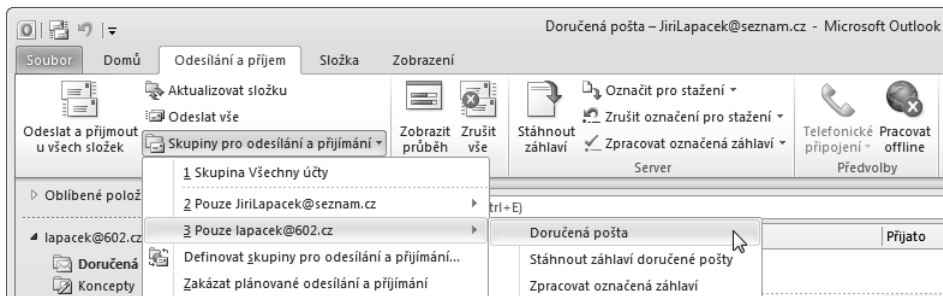 Doručená pošta – JiriLapacek@seznam.cz - Microsoft Outlook
Soubor Domů Odesílání a příjem Složka Zobrazení
Odeslat a přijmout u všech složek
Aktualizovat složku
Odeslat vše
Skupiny pro odesílání a přijímání
Zobrazit průběh
Zrušit vše
Stáhnout záhlaví
Označit pro stažení
Zrušit označení pro stažení
Zpracovat označená záhlaví
Server
Telefonické připojení
Pracovat offline
Předvolby
1 Skupina Všechny účty
2 Pouze JiriLapacek@seznam.cz
3 Pouze lapacek@602.cz
Definovat skupiny pro odesílání a přijímání...
Zakázat plánované odesílání a příjímání
Doručená pošta
Stáhnout záhlaví doručené pošty
Zpracovat označená záhlaví
Oblíbené polož
trl+E)
lapacek@602.cz
Přijato
Doručená
Koncepty